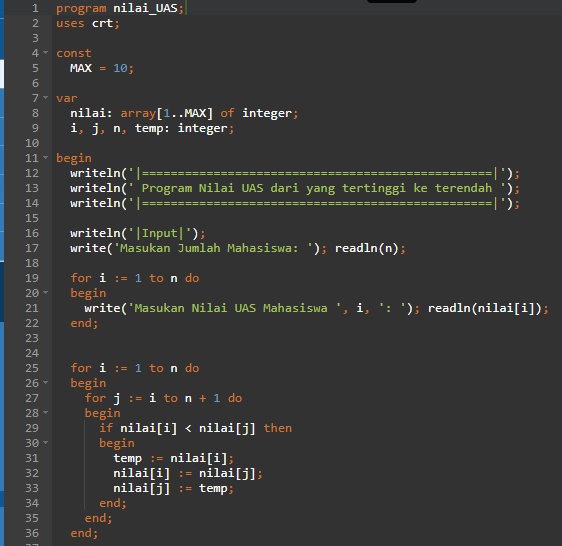 1 program nilai_UAS;
2 uses crt;
3
4 const
5   MAX = 10;
6
7 var
8   nilai: array[1..MAX] of integer;
9   i, j, n, temp: integer;
10
11 begin
12   writeln('|=================================================|');
13   writeln(' Program Nilai UAS dari yang tertinggi ke terendah ');
14   writeln('|=================================================|');
15
16   writeln('|Input|');
17   write('Masukan Jumlah Mahasiswa: '); readln(n);
18
19   for i := 1 to n do
20   begin
21     write('Masukan Nilai UAS Mahasiswa ', i, ': '); readln(nilai[i]);
22   end;
23
24
25   for i := 1 to n do
26   begin
27     for j := i to n + 1 do
28     begin
29       if nilai[i] < nilai[j] then
30       begin
31         temp := nilai[i];
32         nilai[i] := nilai[j];
33         nilai[j] := temp;
34       end;
35     end;
36   end;